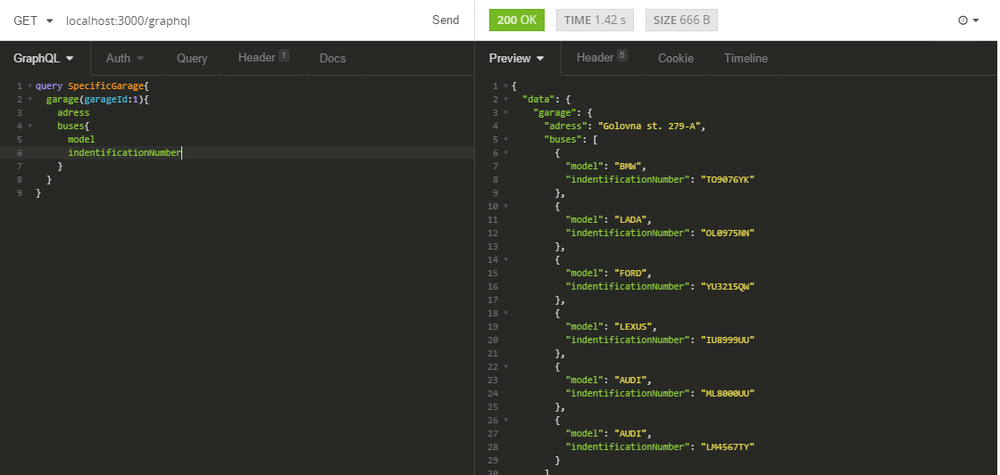 GET localhost:3000/graphql Send
200 OK TIME 1.42 s SIZE 666 B
GraphQL Auth Query Header 1 Docs
Preview Header 5 Cookie Timeline
1 query SpecificGarage{
2 garage(garageId:1){
3 adress
4 buses{
5 model
6 indentificationNumber
7 }
8 }
9 }
1 {
2 "data": {
3 "garage": {
4 "adress": "Golovna st. 279-A",
5 "buses": [
6 {
7 "model": "BMW",
8 "indentificationNumber": "TO9076YK"
9 },
10 {
11 "model": "LADA",
12 "indentificationNumber": "OL0975NN"
13 },
14 {
15 "model": "FORD",
16 "indentificationNumber": "YU3215QW"
17 },
18 {
19 "model": "LEXUS",
20 "indentificationNumber": "IU8999UU"
21 },
22 {
23 "model": "AUDI",
24 "indentificationNumber": "ML8000UU"
25 },
26 {
27 "model": "AUDI",
28 "indentificationNumber": "LM4567TY"
29 }
30 ]